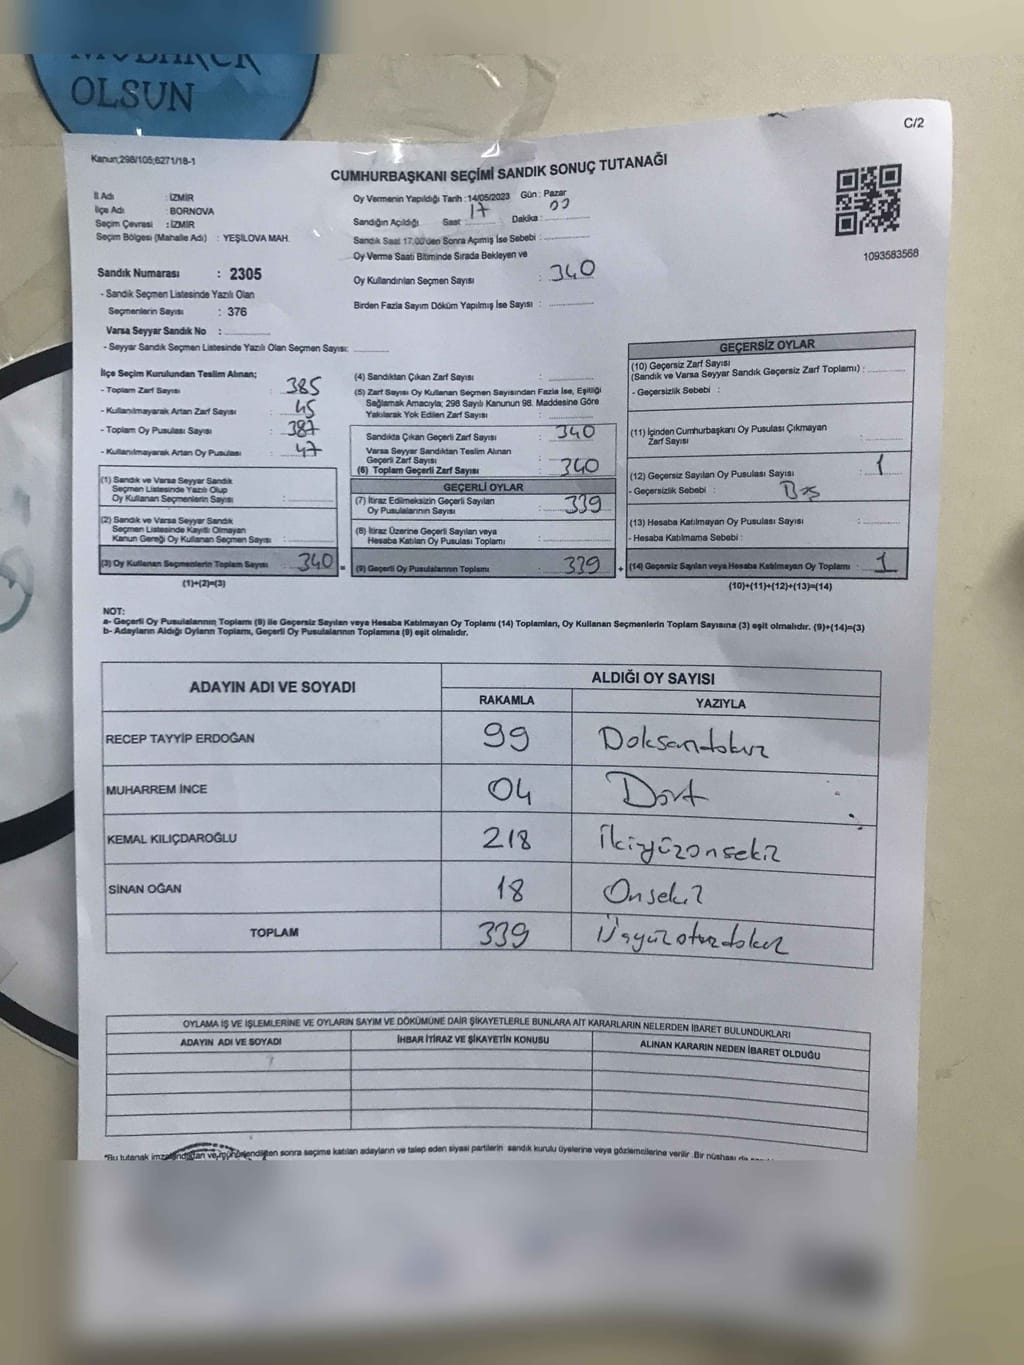 OLSUN
C/2
Kanun;298/105;6271/18-1
CUMHURBAŞKANI SEÇİMİ SANDIK SONUÇ TUTANAĞI
İl Adı : İZMİR
İlçe Adı : BORNOVA
Seçim Çevresi : İZMİR
Seçim Bölgesi (Mahalle Adı) : YEŞİLOVA MAH.
Oy Vermenin Yapıldığı Tarih : 14/05/2023 Gün : Pazar
Sandığın Açıldığı Saat : 17 Dakika : 00
Sandık Saat 17.00'den Sonra Açımış İse Sebebi :
Oy Verme Saati Bitiminde Sırada Bekleyen ve
Oy Kullandırılan Seçmen Sayısı : 340
Birden Fazla Sayım Döküm Yapılmış İse Sayısı :
1093583568
Sandık Numarası : 2305
- Sandık Seçmen Listesinde Yazılı Olan
Seçmenlerin Sayısı : 376
Varsa Seyyar Sandık No :
- Seyyar Sandık Seçmen Listesinde Yazılı Olan Seçmen Sayısı:
İlçe Seçim Kurulundan Teslim Alınan;
- Toplam Zarf Sayısı : 385
- Kullanılmayarak Artan Zarf Sayısı : 45
- Toplam Oy Pusulası Sayısı : 387
- Kullanılmayarak Artan Oy Pusulası : 47
(1) Sandık ve Varsa Seyyar Sandık
Seçmen Listesinde Yazılı Olup
Oy Kullanan Seçmenlerin Sayısı :
(2) Sandık ve Varsa Seyyar Sandık
Seçmen Listesinde Kayıtlı Olmayan
Kanun Gereği Oy Kullanan Seçmen Sayısı :
(3) Oy Kullanan Seçmenlerin Toplam Sayısı : 340 =
(1)+(2)=(3)
(4) Sandıktan Çıkan Zarf Sayısı :
(5) Zarf Sayısı Oy Kullanan Seçmen Sayısından Fazla İse, Eşitliği
Sağlamak Amacıyla; 298 Sayılı Kanunun 98. Maddesine Göre
Yakılarak Yok Edilen Zarf Sayısı :
Sandıkta Çıkan Geçerli Zarf Sayısı : 340
Varsa Seyyar Sandıktan Teslim Alınan
Geçerli Zarf Sayısı :
(6) Toplam Geçerli Zarf Sayısı : 340
GEÇERLİ OYLAR
(7) İtiraz Edilmeksizin Geçerli Sayılan
Oy Pusulalarının Sayısı : 339
(8) İtiraz Üzerine Geçerli Sayılan veya
Hesaba Katılan Oy Pusulası Toplamı :
(9) Geçerli Oy Pusulalarının Toplamı : 339 +
GEÇERSİZ OYLAR
(10) Geçersiz Zarf Sayısı
(Sandık ve Varsa Seyyar Sandık Geçersiz Zarf Toplamı) :
- Geçersizlik Sebebi :
(11) İçinden Cumhurbaşkanı Oy Pusulası Çıkmayan
Zarf Sayısı :
(12) Geçersiz Sayılan Oy Pusulası Sayısı : 1
- Geçersizlik Sebebi : Boş
(13) Hesaba Katılmayan Oy Pusulası Sayısı :
- Hesaba Katılmama Sebebi :
(14) Geçersiz Sayılan veya Hesaba Katılmayan Oy Toplamı : 1
(10)+(11)+(12)+(13)=(14)
NOT:
a- Geçerli Oy Pusulalarının Toplamı (9) ile Geçersiz Sayılan veya Hesaba Katılmayan Oy Toplamı (14) Toplamları, Oy Kullanan Seçmenlerin Toplam Sayısına (3) eşit olmalıdır. (9)+(14)=(3)
b- Adayların Aldığı Oyların Toplamı, Geçerli Oy Pusulalarının Toplamına (9) eşit olmalıdır.
ADAYIN ADI VE SOYADI ALDIĞI OY SAYISI
RAKAMLA YAZIYLA
RECEP TAYYİP ERDOĞAN 99 Doksandokuz
MUHARREM İNCE 04 Dört
KEMAL KILIÇDAROĞLU 218 İkiyüzonsekiz
SİNAN OĞAN 18 Onsekiz
TOPLAM 339 Üçyüzotuzdokuz
OYLAMA İŞ VE İŞLEMLERİNE VE OYLARIN SAYIM VE DÖKÜMÜNE DAİR ŞİKAYETLERLE BUNLARA AİT KARARLARIN NELERDEN İBARET BULUNDUKLARI
ADAYIN ADI VE SOYADI İHBAR İTİRAZ VE ŞİKAYETİN KONUSU ALINAN KARARIN NEDEN İBARET OLDUĞU
*Bu tutanak imzalandıktan ve mühürlendikten sonra seçime katılan adayların ve talep eden siyasi partilerin sandık kurulu üyelerine veya gözlemcilerine verilir. Bir nüshası da